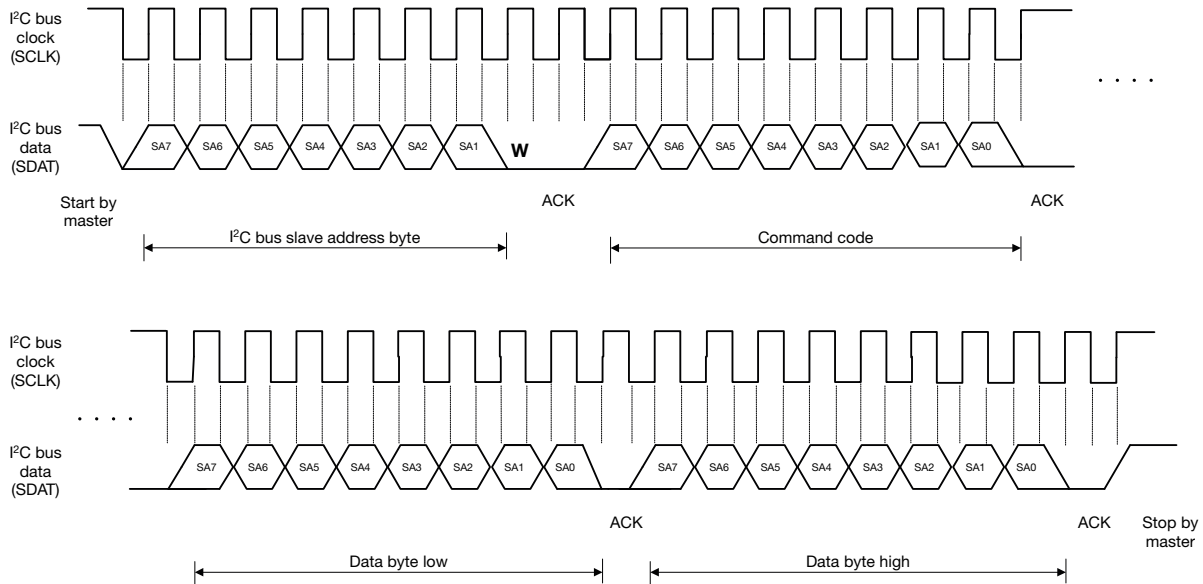 I²C bus
clock
(SCLK)
. . . .
I²C bus
data
(SDAT)
SA7 SA6 SA5 SA4 SA3 SA2 SA1 W SA7 SA6 SA5 SA4 SA3 SA2 SA1 SA0
Start by
master
ACK ACK
I²C bus slave address byte Command code
I²C bus
clock
(SCLK)
. . . .
I²C bus
data
(SDAT)
SA7 SA6 SA5 SA4 SA3 SA2 SA1 SA0 SA7 SA6 SA5 SA4 SA3 SA2 SA1 SA0
ACK ACK Stop by
master
Data byte low Data byte high